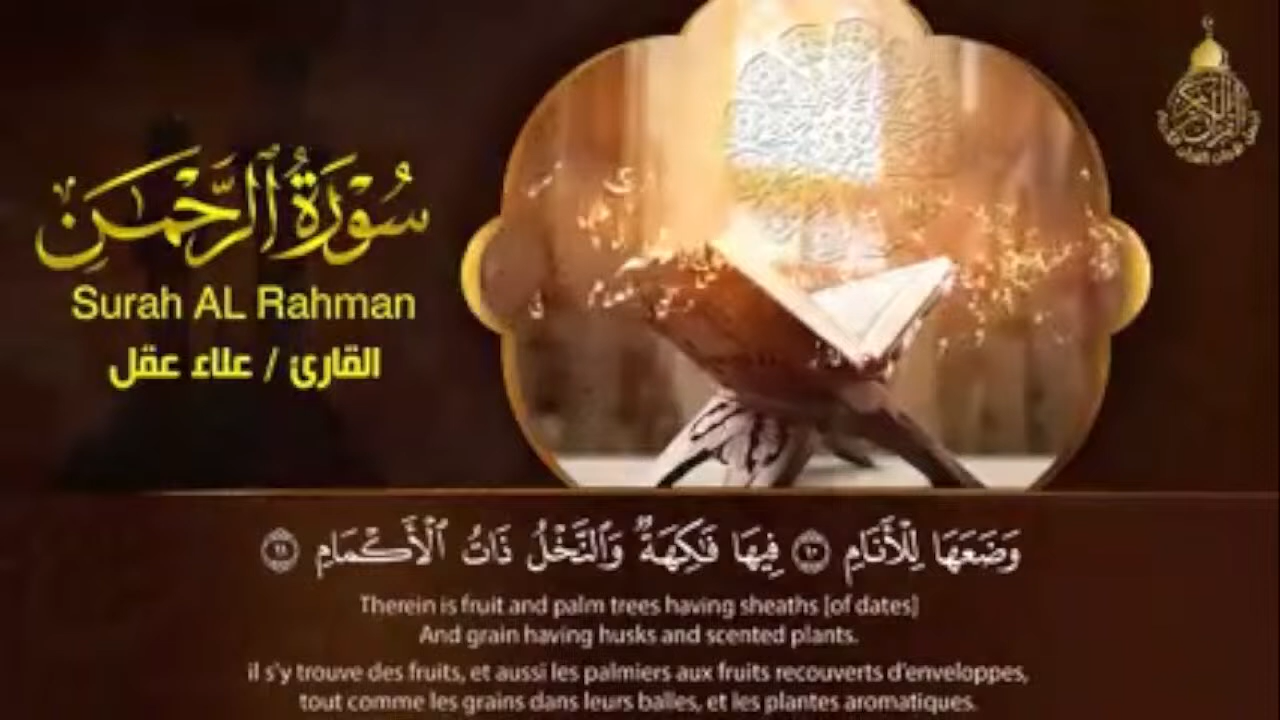 سُورَةُ ٱلرَّحْمَٰن
Surah AL Rahman
القارئ / علاء عقل
وَضَعَهَا لِلْأَنَامِ ١٠ فِيهَا فَٰكِهَةٌ وَٱلنَّخْلُ ذَاتُ ٱلْأَكْمَامِ ١١
Therein is fruit and palm trees having sheaths [of dates]
And grain having husks and scented plants.
il s'y trouve des fruits, et aussi les palmiers aux fruits recouverts d'enveloppes,
tout comme les grains dans leurs balles, et les plantes aromatiques.